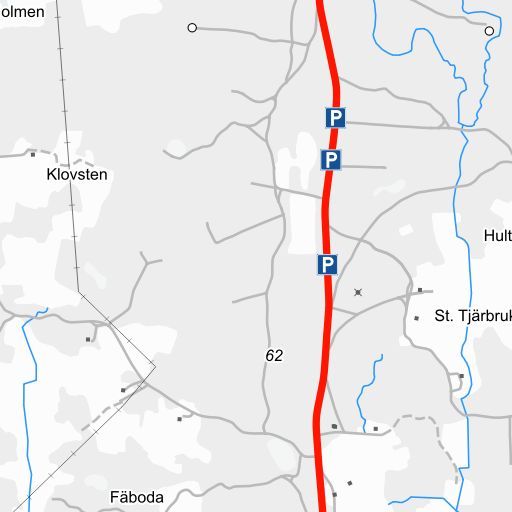 olmen
P
P
Klovsten
Hult
P
St. Tjärbruk
62
Fäboda